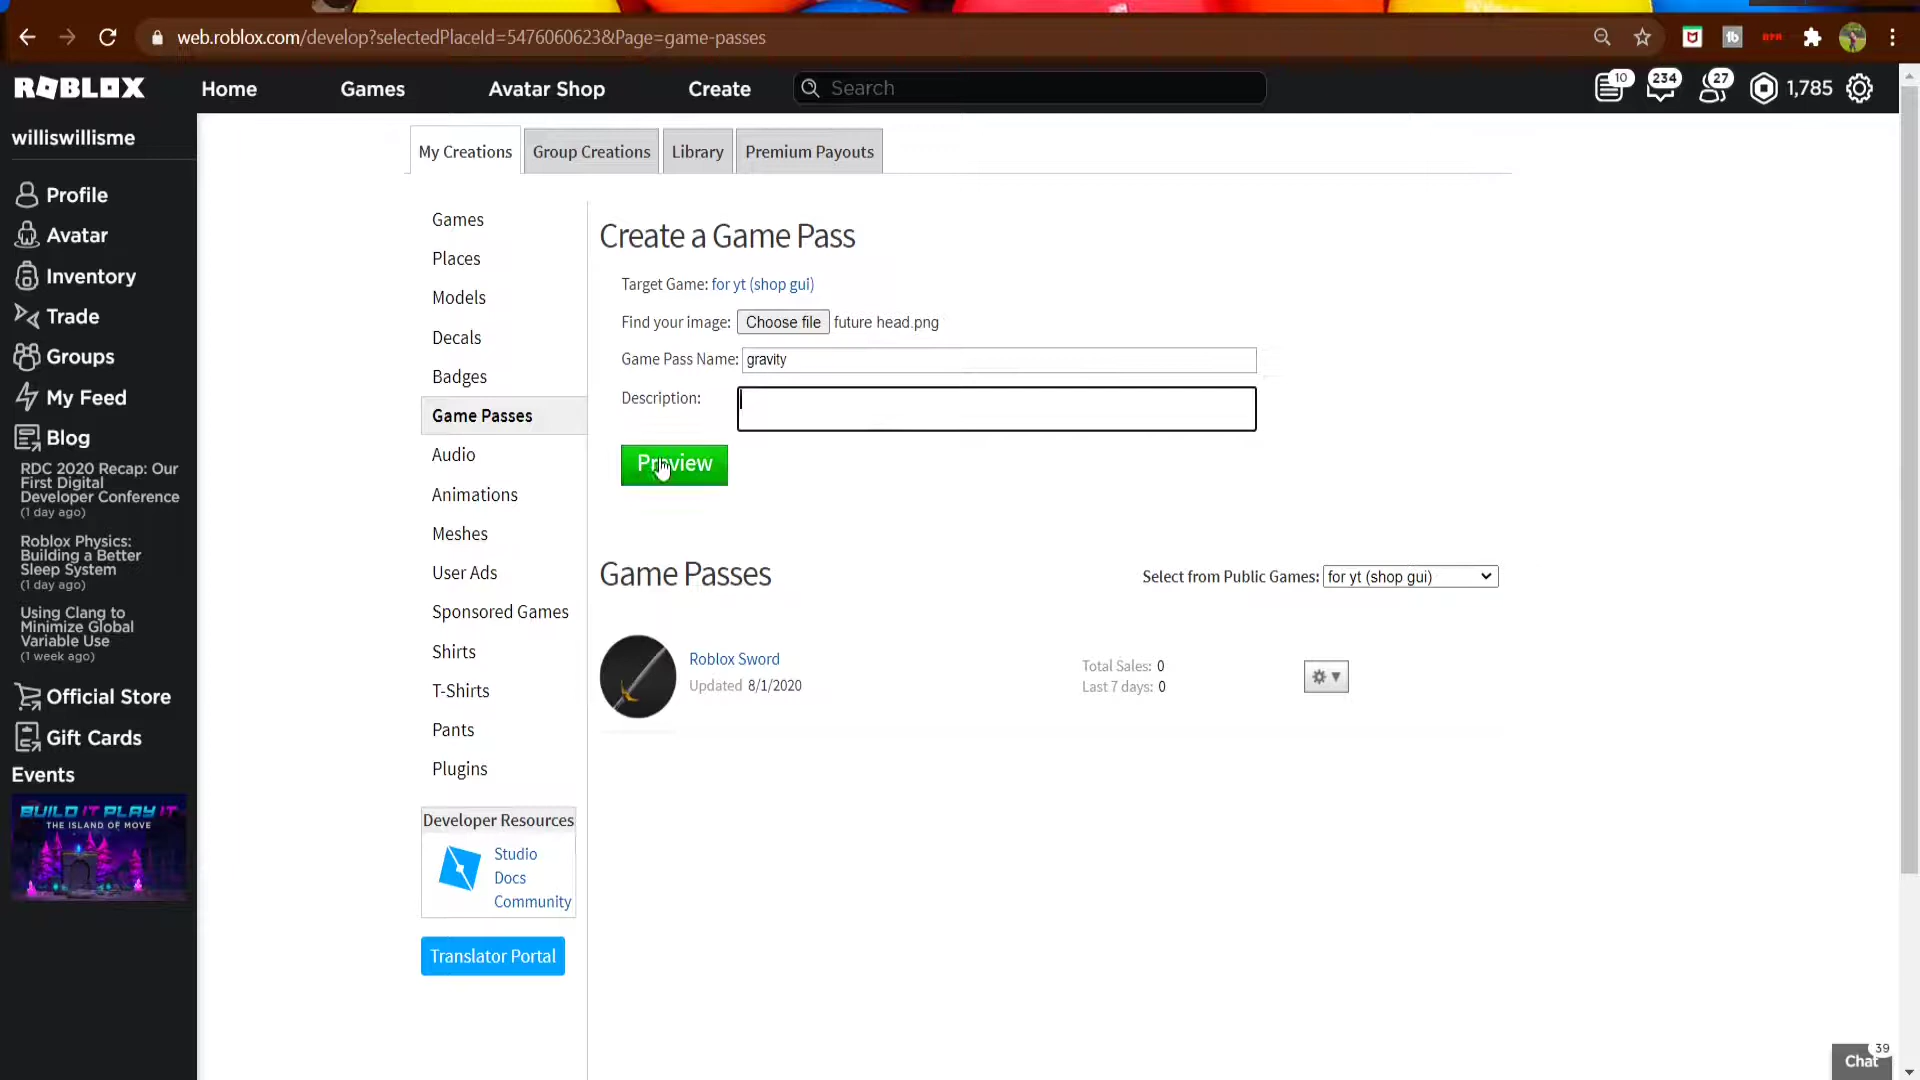 web.roblox.com/develop?selectedPlaceId=5476060623&Page=game-passes
ROBLOX
Home
Games
Avatar Shop
Create
Search
10
234
27
1,785
williswillisme
Profile
Avatar
Inventory
Trade
Groups
My Feed
Blog
RDC 2020 Recap: Our
First Digital
Developer Conference
(1 day ago)
Roblox Physics:
Building a Better
Sleep System
(1 day ago)
Using Clang to
Minimize Global
Variable Use
(1 week ago)
Official Store
Gift Cards
Events
BUILD IT PLAY IT
THE ISLAND OF MOVE
My Creations
Group Creations
Library
Premium Payouts
Games
Places
Models
Decals
Badges
Game Passes
Audio
Animations
Meshes
User Ads
Sponsored Games
Shirts
T-Shirts
Pants
Plugins
Developer Resources
Studio
Docs
Community
Translator Portal
Create a Game Pass
Target Game: for yt (shop gui)
Find your image: Choose file future head.png
Game Pass Name: gravity
Description:
Preview
Game Passes
Select from Public Games: for yt (shop gui)
Roblox Sword
Updated 8/1/2020
Total Sales: 0
Last 7 days: 0
Chat
39